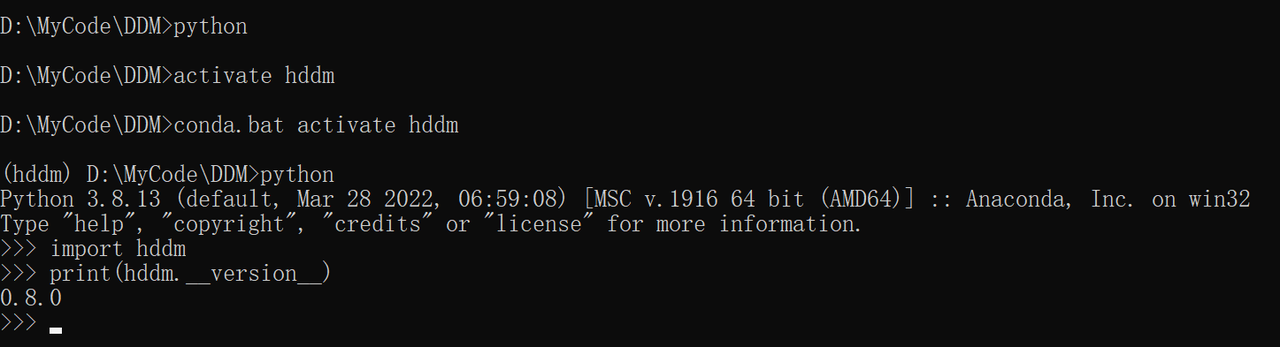 D:\MyCode\DDM>python
D:\MyCode\DDM>activate hddm
D:\MyCode\DDM>conda.bat activate hddm
(hddm) D:\MyCode\DDM>python
Python 3.8.13 (default, Mar 28 2022, 06:59:08) [MSC v.1916 64 bit (AMD64)] :: Anaconda, Inc. on win32
Type "help", "copyright", "credits" or "license" for more information.
>>> import hddm
>>> print(hddm.__version__)
0.8.0
>>>